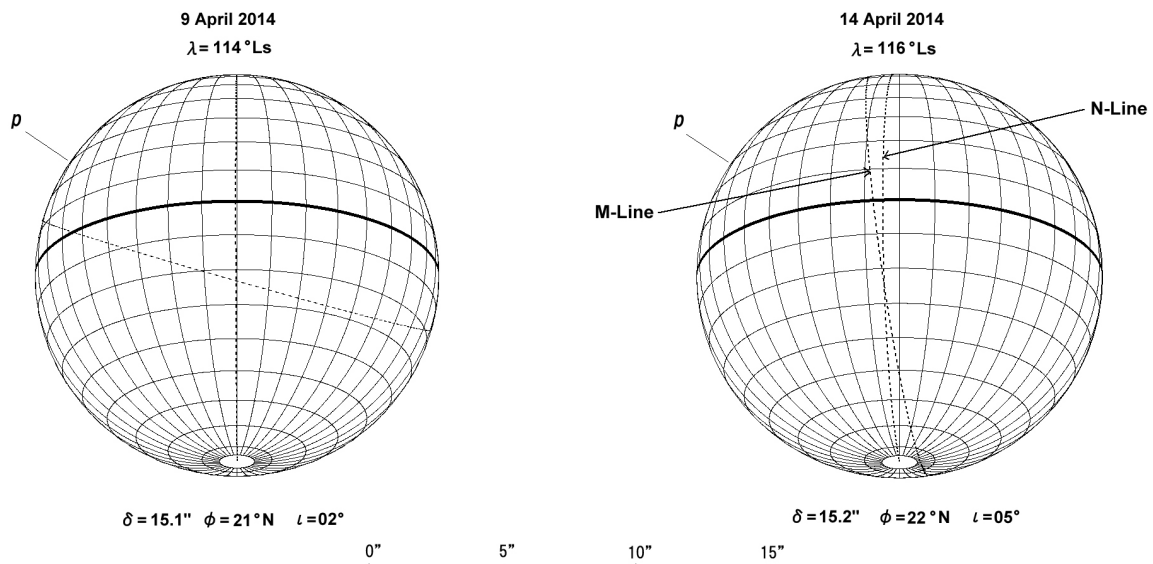 9 April 2014
λ= 114°Ls
p
δ=15.1" ϕ=21°N ι=02°
14 April 2014
λ= 116°Ls
p
N-Line
M-Line
δ=15.2" ϕ=22°N ι=05°
0” 5” 10” 15”